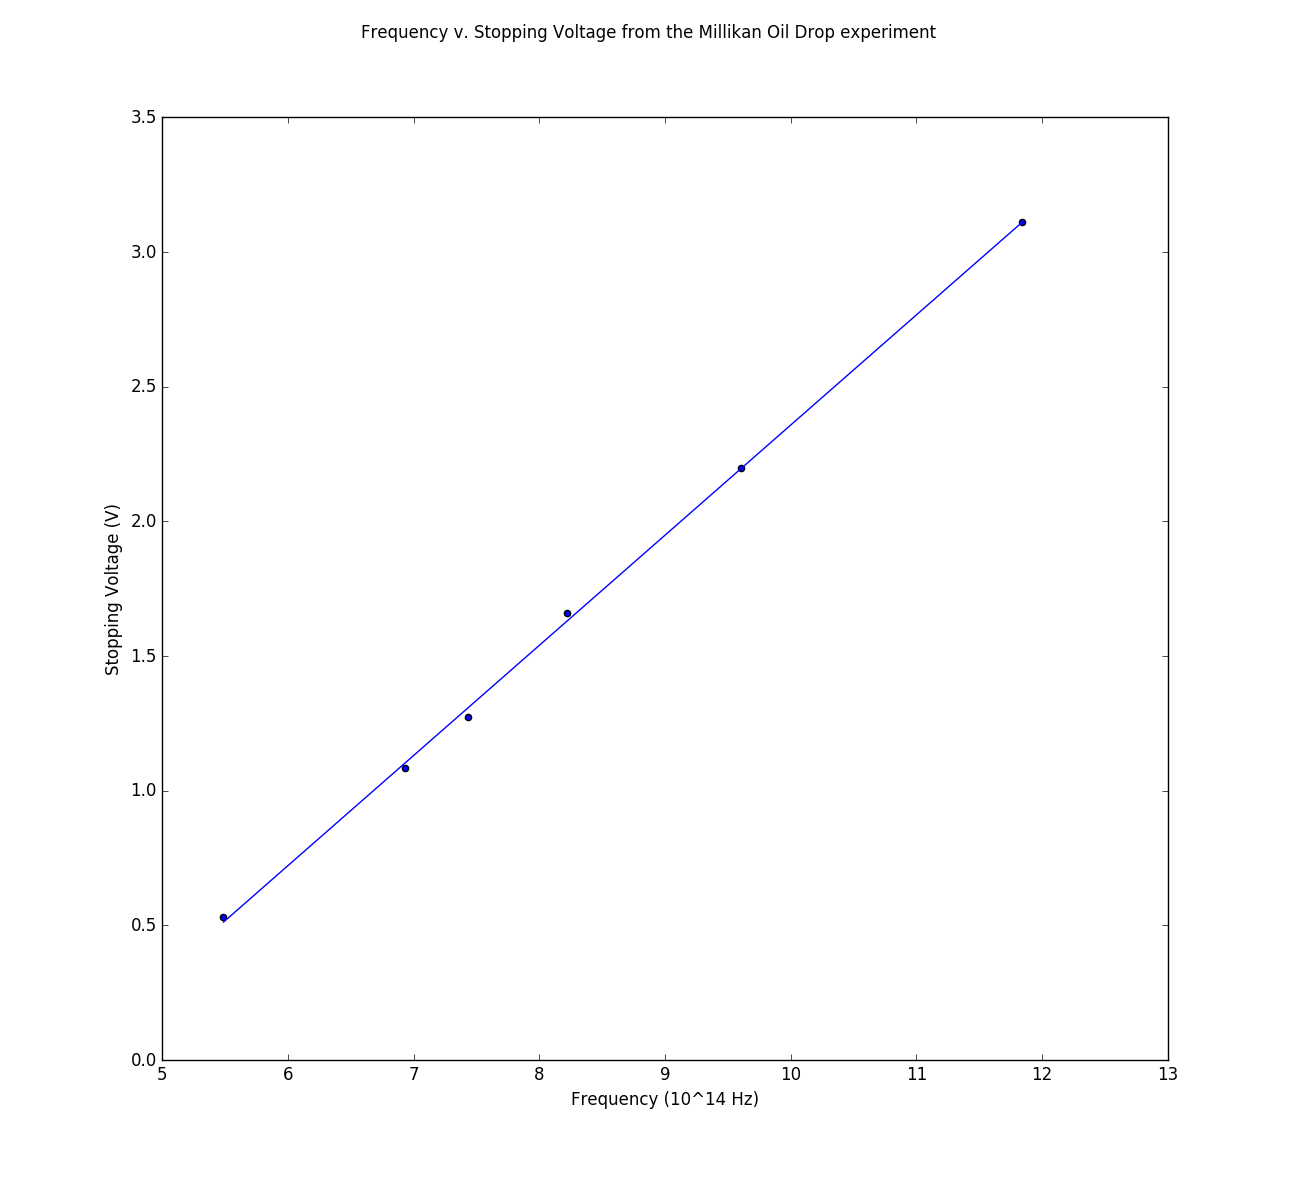 Frequency v. Stopping Voltage from the Millikan Oil Drop experiment
3.5
3.0
2.5
2.0
1.5
1.0
0.5
0.0
Stopping Voltage (V)
5 6 7 8 9 10 11 12 13
Frequency (10^14 Hz)